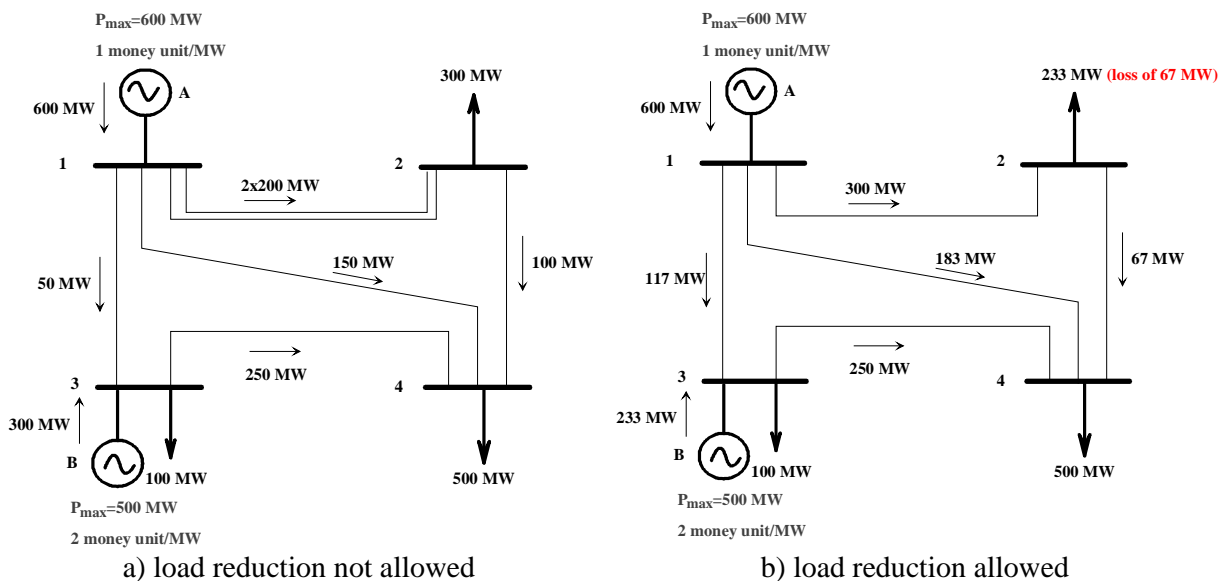 Pmax=600 MW
1 money unit/MW
600 MW
A
300 MW
1
2
2x200 MW
50 MW
150 MW
100 MW
3
4
250 MW
300 MW
B
100 MW
500 MW
Pmax=500 MW
2 money unit/MW
a) load reduction not allowed
Pmax=600 MW
1 money unit/MW
600 MW
A
233 MW (loss of 67 MW)
1
2
300 MW
117 MW
183 MW
67 MW
3
4
250 MW
233 MW
B
100 MW
500 MW
Pmax=500 MW
2 money unit/MW
b) load reduction allowed